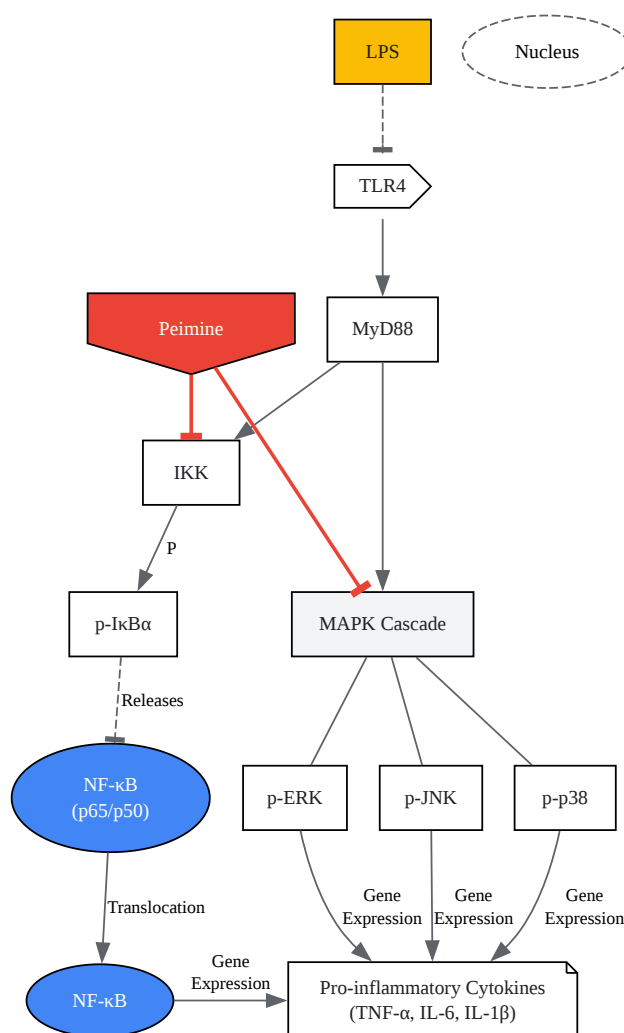 LPS
Nucleus
TLR4
Peimine
MyD88
IKK
P
p-IκBα
MAPK Cascade
Releases
NF-κB
(p65/p50)
p-ERK
p-JNK
p-p38
Translocation
Gene
Expression
Gene
Expression
Gene
Expression
Gene
Expression
NF-κB
Pro-inflammatory Cytokines
(TNF-α, IL-6, IL-1β)